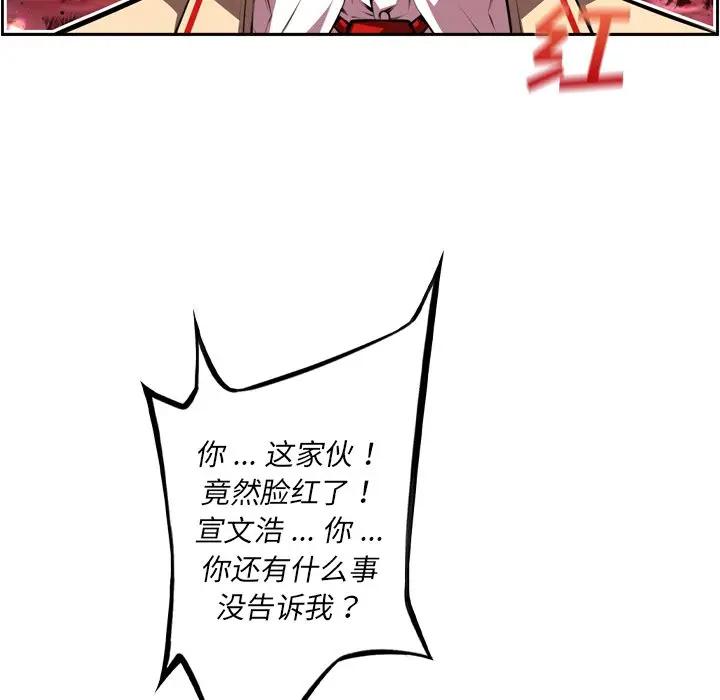 红
你 ... 这家伙！
竟然脸红了！
宣文浩 ... 你 ...
你还有什么事
没告诉我？